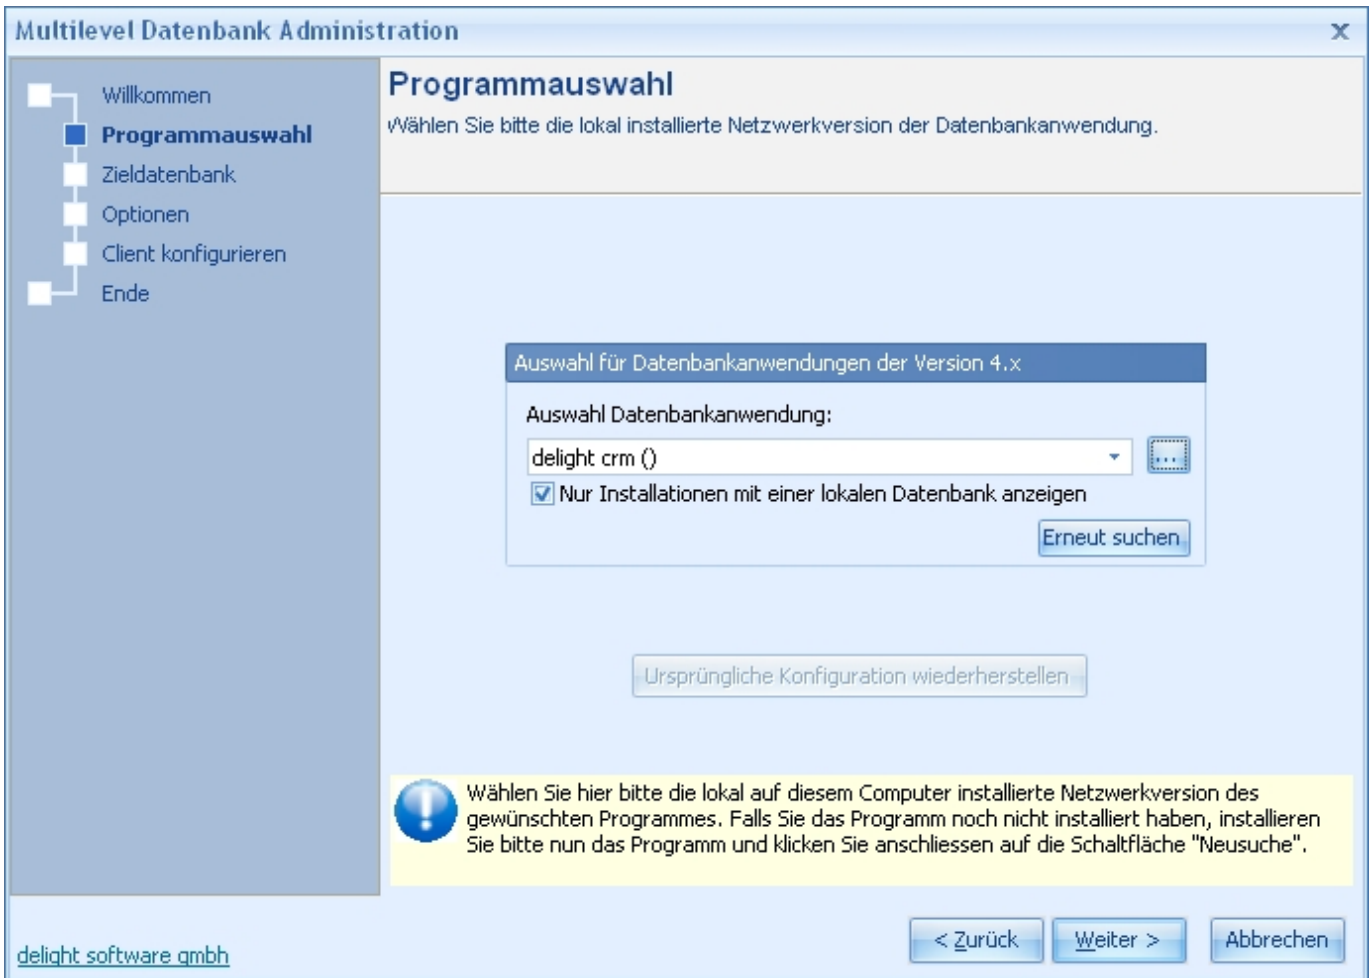 Multilevel Datenbank Administration
Willkommen
Programmauswahl
Zieldatenbank
Optionen
Client konfigurieren
Ende
Programmauswahl
Wählen Sie bitte die lokal installierte Netzwerkversion der Datenbankanwendung.
Auswahl für Datenbankanwendungen der Version 4.x
Auswahl Datenbankanwendung:
delight crm ()
...
Nur Installationen mit einer lokalen Datenbank anzeigen
Erneut suchen
Ursprüngliche Konfiguration wiederherstellen
Wählen Sie hier bitte die lokal auf diesem Computer installierte Netzwerkversion des
gewünschten Programmes. Falls Sie das Programm noch nicht installiert haben, installieren
Sie bitte nun das Programm und klicken Sie anschliessen auf die Schaltfläche "Neusuche".
delight software gmbh
< Zurück
Weiter >
Abbrechen